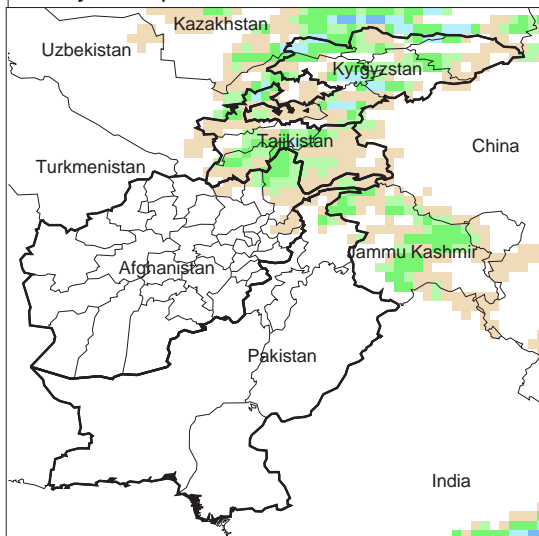 Kazakhstan
Uzbekistan
Kyrgyzstan
Tajikistan
China
Turkmenistan
Jammu Kashmir
Afghanistan
Pakistan
India